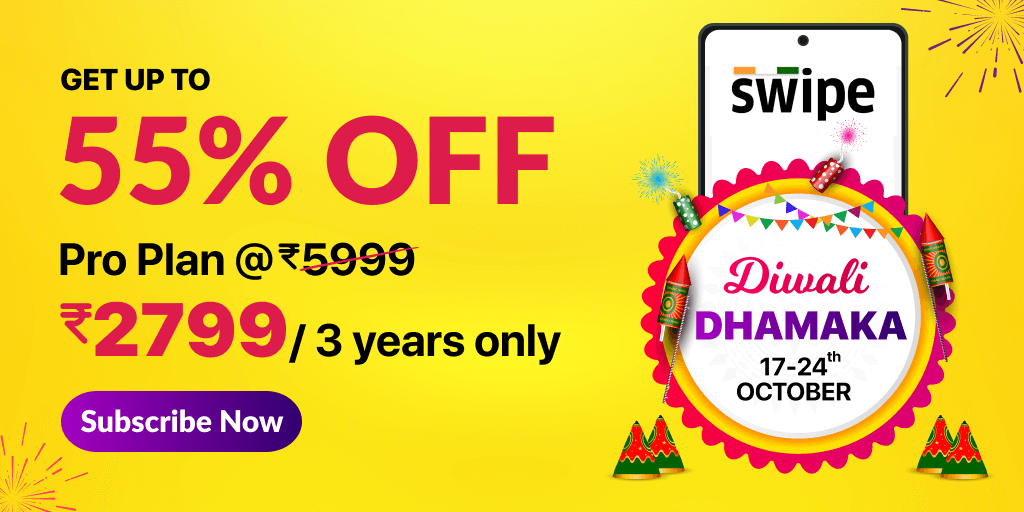 GET UP TO
55% OFF
Pro Plan @ ₹5999
₹2799/ 3 years only
Subscribe Now
swipe
Diwali
DHAMAKA
17-24th
OCTOBER